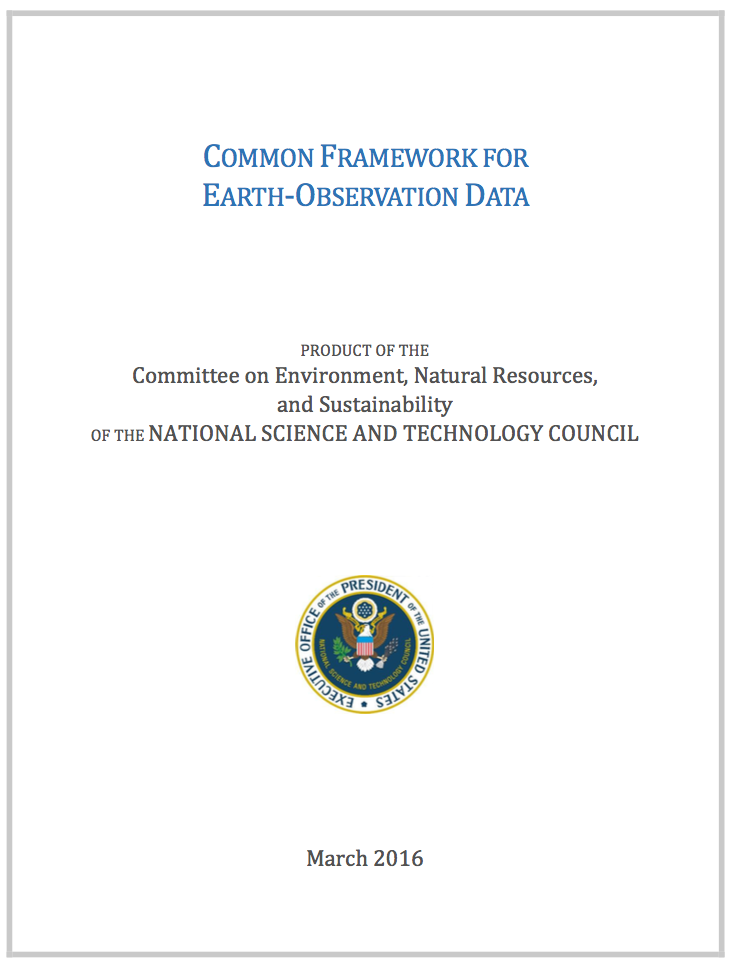 COMMON FRAMEWORK FOR
EARTH-OBSERVATION DATA
PRODUCT OF THE
Committee on Environment, Natural Resources,
and Sustainability
OF THE NATIONAL SCIENCE AND TECHNOLOGY COUNCIL
EXECUTIVE OFFICE OF THE PRESIDENT OF THE UNITED STATES
NATIONAL SCIENCE AND TECHNOLOGY COUNCIL
March 2016